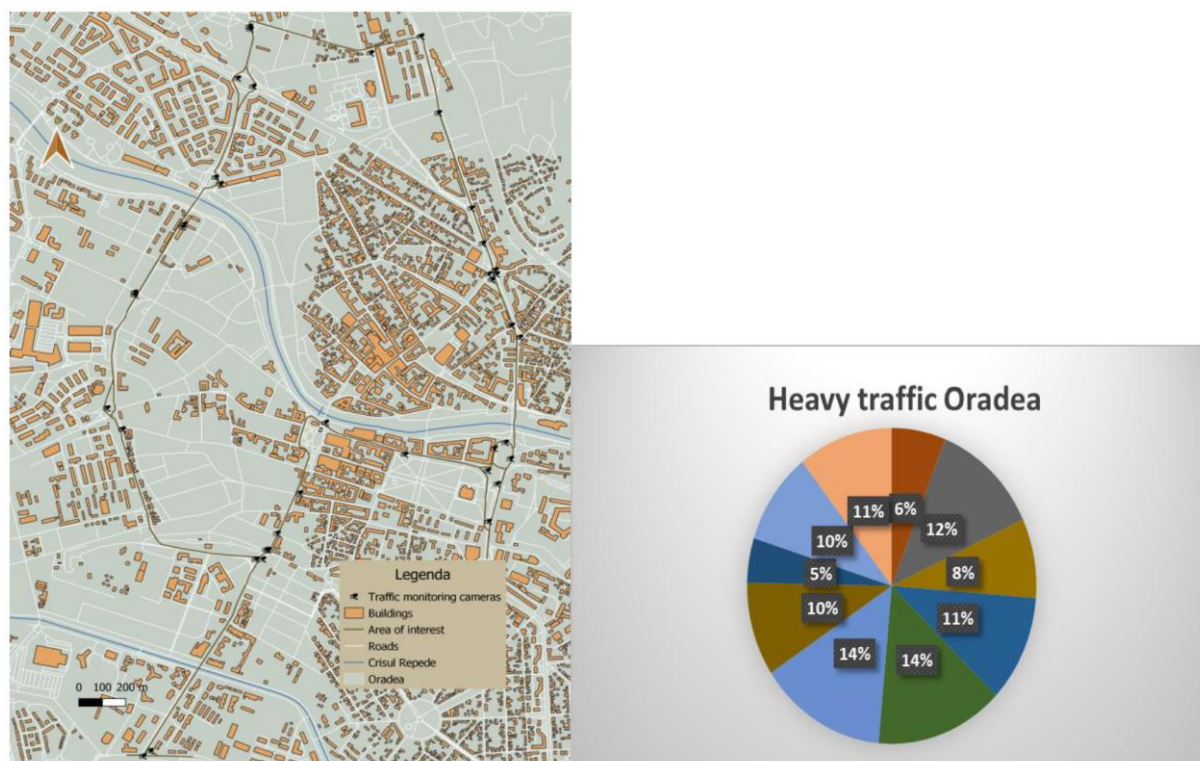 Legenda
Traffic monitoring cameras
Buildings
Area of interest
Roads
Crisul Repede
Oradea
0 100 200 m
Heavy traffic Oradea
11%
6%
12%
10%
8%
5%
10%
11%
14%
14%